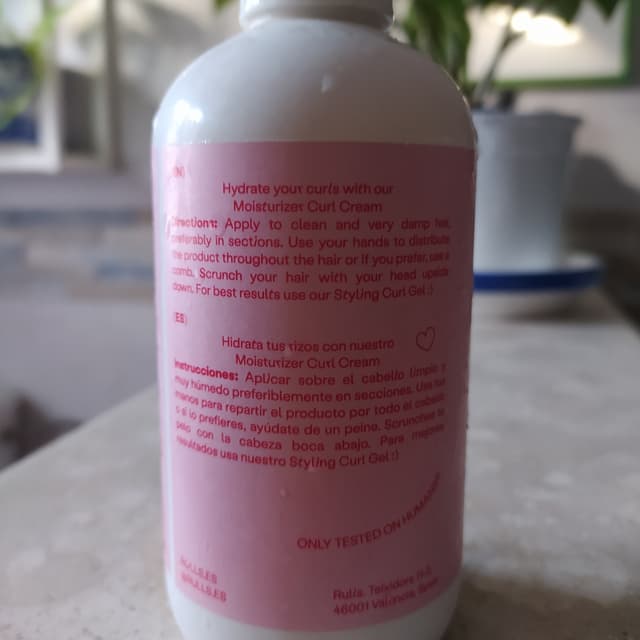 (EN)
Hydrate your curls with our
Moisturizer Curl Cream
Directions: Apply to clean and very damp hair,
preferably in sections. Use your hands to distribute
the product throughout the hair or if you prefer, use a
comb. Scrunch your hair with your head upside
down. For best results use our Styling Curl Gel :)
(ES)
Hidrata tus rizos con nuestro
Moisturizer Curl Cream
Instrucciones: Aplicar sobre el cabello limpio y
muy húmedo preferiblemente en secciones. Usa tus
manos para repartir el producto por todo el cabello
o si lo prefieres, ayúdate de un peine. Scrunchea tu
pelo con la cabeza boca abajo. Para mejores
resultados usa nuestro Styling Curl Gel :)
ONLY TESTED ON HUMANS
RULLS.ES
@RULLS.ES
Rulls. Teixidors
46001 Valencia Spain